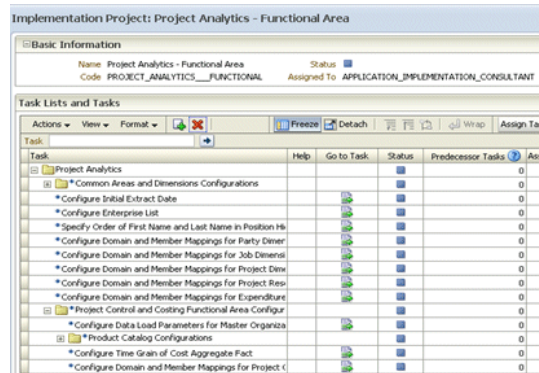 Implementation Project: Project Analytics - Functional Area
Basic Information
Name Project Analytics - Functional Area Status
Code PROJECT_ANALYTICS___FUNCTIONAL Assigned To APPLICATION_IMPLEMENTATION_CONSULTANT
Task Lists and Tasks
Actions View Format Freeze Detach Wrap Assign Ta
Task
Task Help Go to Task Status Predecessor Tasks ? As
Project Analytics 0
*Common Areas and Dimensions Configurations 0
*Configure Initial Extract Date 0
*Configure Enterprise List 0
*Specify Order of First Name and Last Name in Position Hi 0
*Configure Domain and Member Mappings for Party Dimer 0
*Configure Domain and Member Mappings for Job Dimensi 0
*Configure Domain and Member Mappings for Project Dime 0
*Configure Domain and Member Mappings for Project Res 0
*Configure Domain and Member Mappings for Expenditure 0
*Project Control and Costing Functional Area Configur 0
*Configure Data Load Parameters for Master Organiza 0
*Product Catalog Configurations 0
*Configure Time Grain of Cost Aggregate Fact 0
*Configure Domain and Member Mappings for Project C 0